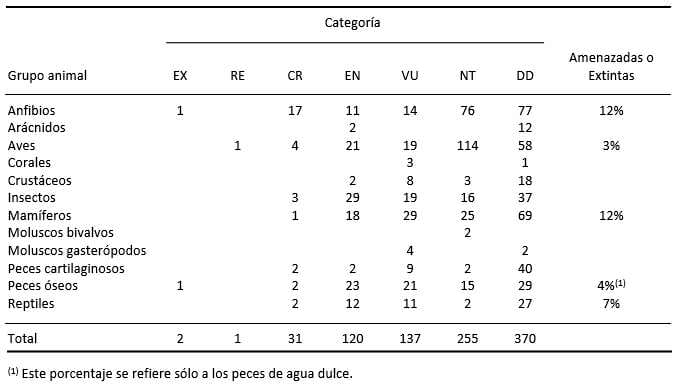 Categoría
Amenazadas o
Grupo animal EX RE CR EN VU NT DD Extintas
Anfibios 1 17 11 14 76 77 12%
Arácnidos 2 12
Aves 1 4 21 19 114 58 3%
Corales 3 1
Crustáceos 2 8 3 18
Insectos 3 29 19 16 37
Mamíferos 1 18 29 25 69 12%
Moluscos bivalvos 2
Moluscos gasterópodos 4 2
Peces cartilaginosos 2 2 9 2 40
Peces óseos 1 2 23 21 15 29 4%(1)
Reptiles 2 12 11 2 27 7%
Total 2 1 31 120 137 255 370
(1) Este porcentaje se refiere sólo a los peces de agua dulce.